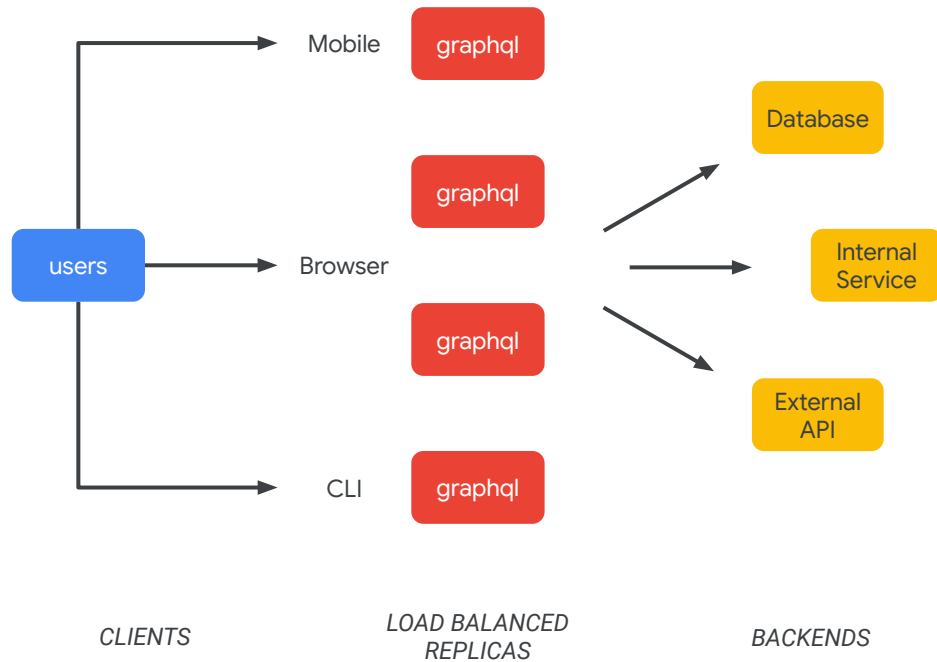 Mobile
graphql
Database
graphql
users
Browser
Internal
Service
graphql
External
API
CLI
graphql
CLIENTS
LOAD BALANCED
REPLICAS
BACKENDS